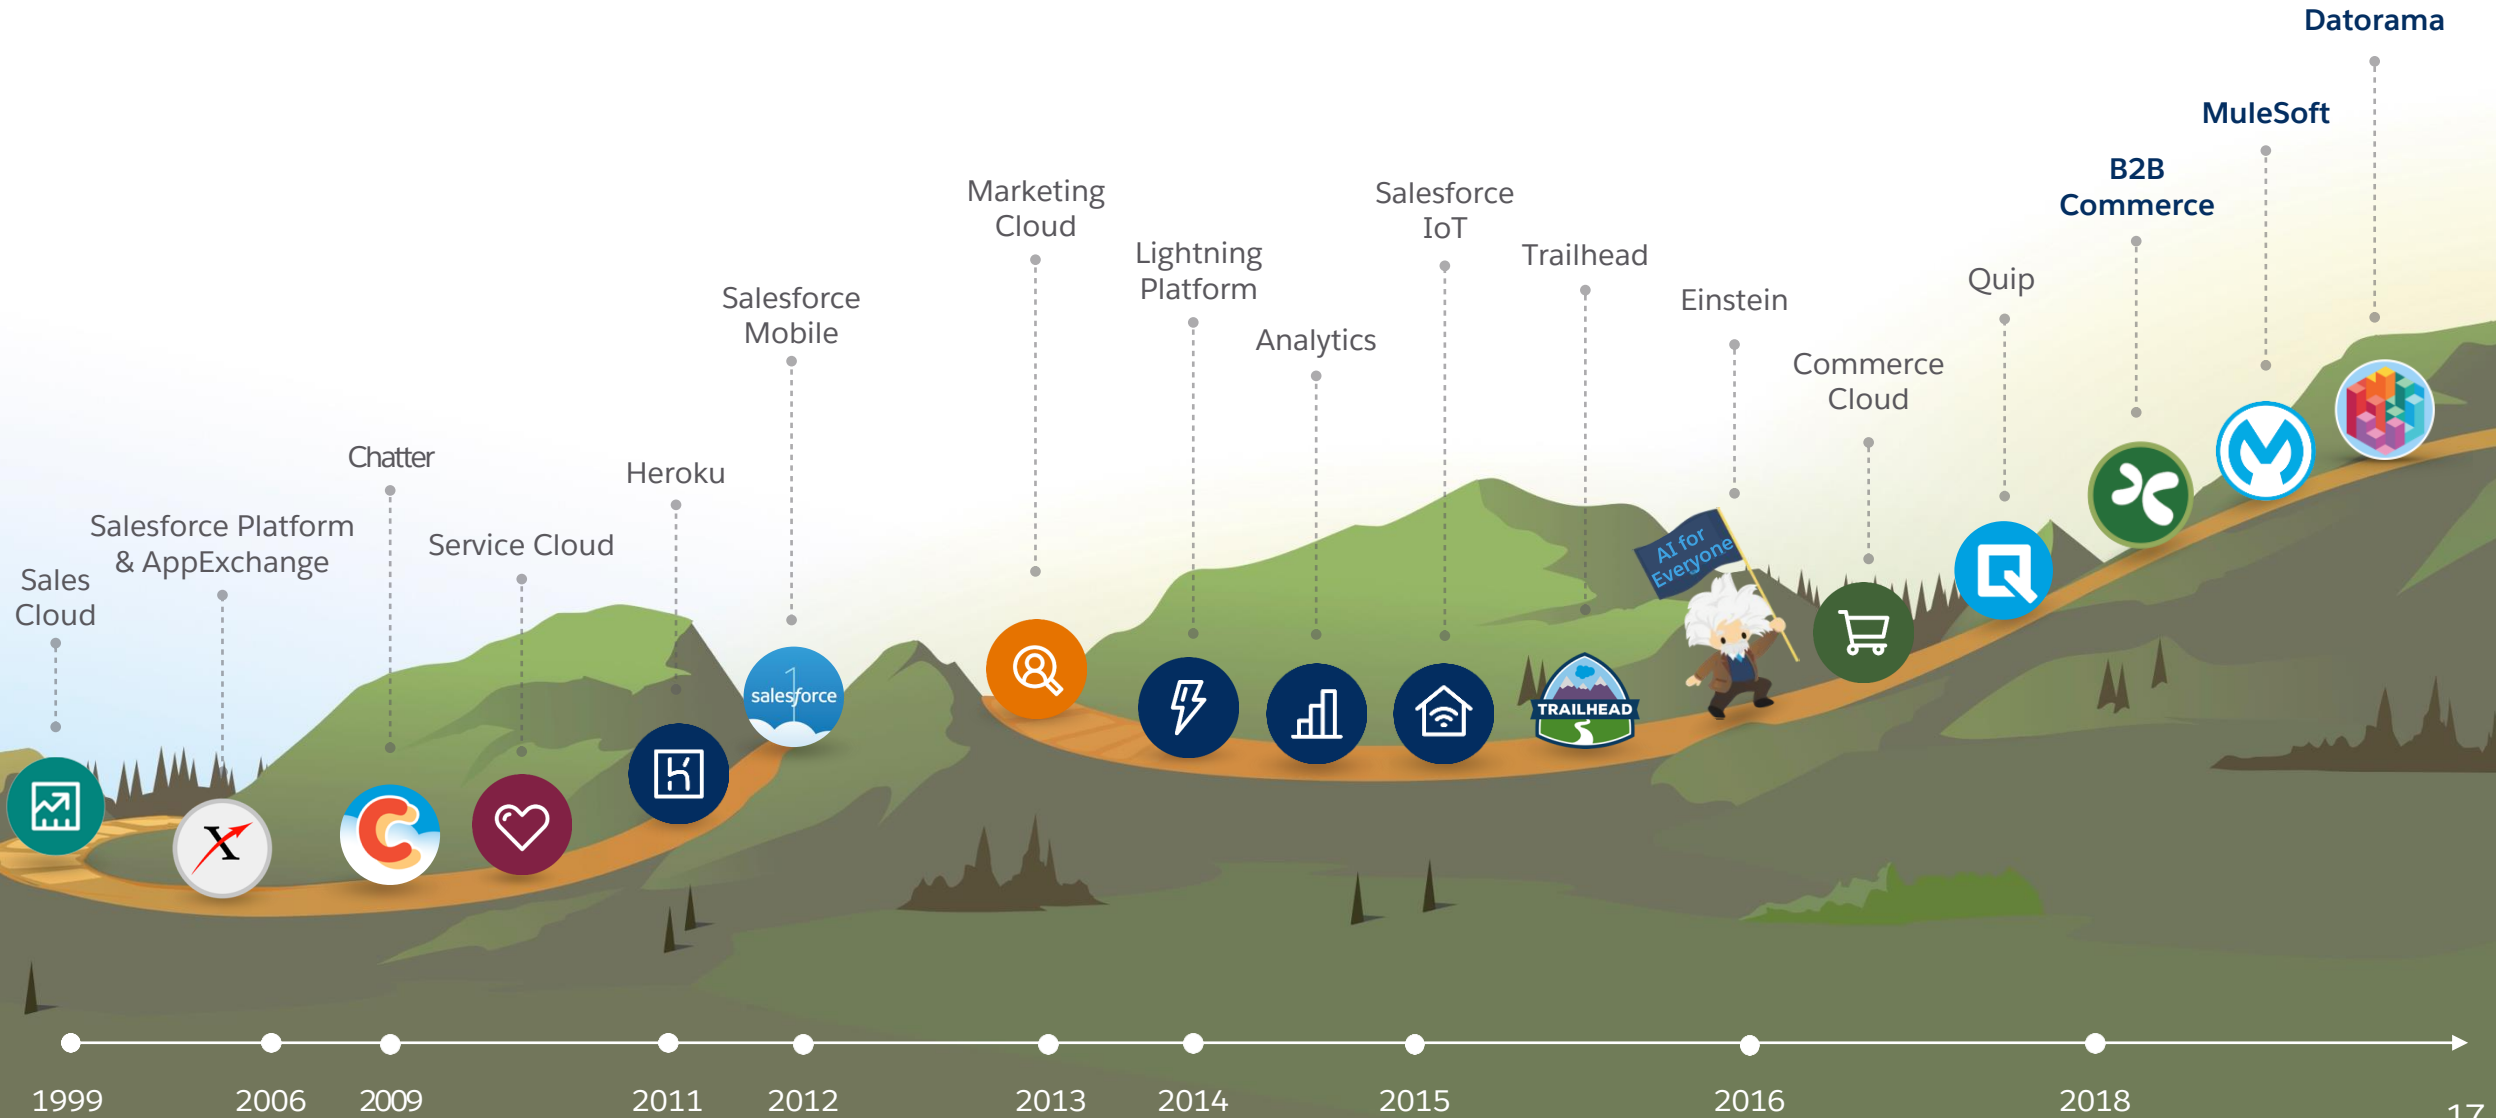 Datorama
MuleSoft
B2B
Commerce
Marketing
Cloud
Salesforce
IoT
Lightning
Platform
Trailhead
Quip
Einstein
Salesforce
Mobile
Analytics
Commerce
Cloud
Chatter
Heroku
Salesforce Platform
& AppExchange
Service Cloud
Sales
Cloud
AI for
Everyone
1
salesforce
TRAILHEAD
X
C
1999
2006
2009
2011
2012
2013
2014
2015
2016
2018
17